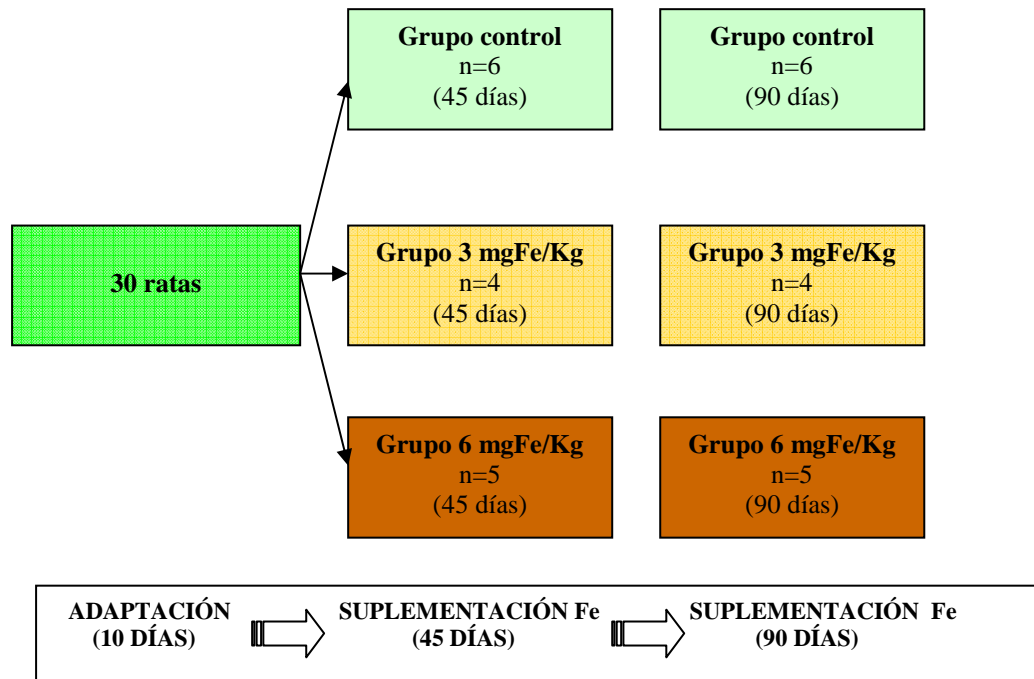 Grupo control
n=6
(45 días)
Grupo control
n=6
(90 días)
30 ratas
Grupo 3 mgFe/Kg
n=4
(45 días)
Grupo 3 mgFe/Kg
n=4
(90 días)
Grupo 6 mgFe/Kg
n=5
(45 días)
Grupo 6 mgFe/Kg
n=5
(90 días)
ADAPTACIÓN
(10 DÍAS)
SUPLEMENTACIÓN Fe
(45 DÍAS)
SUPLEMENTACIÓN Fe
(90 DÍAS)